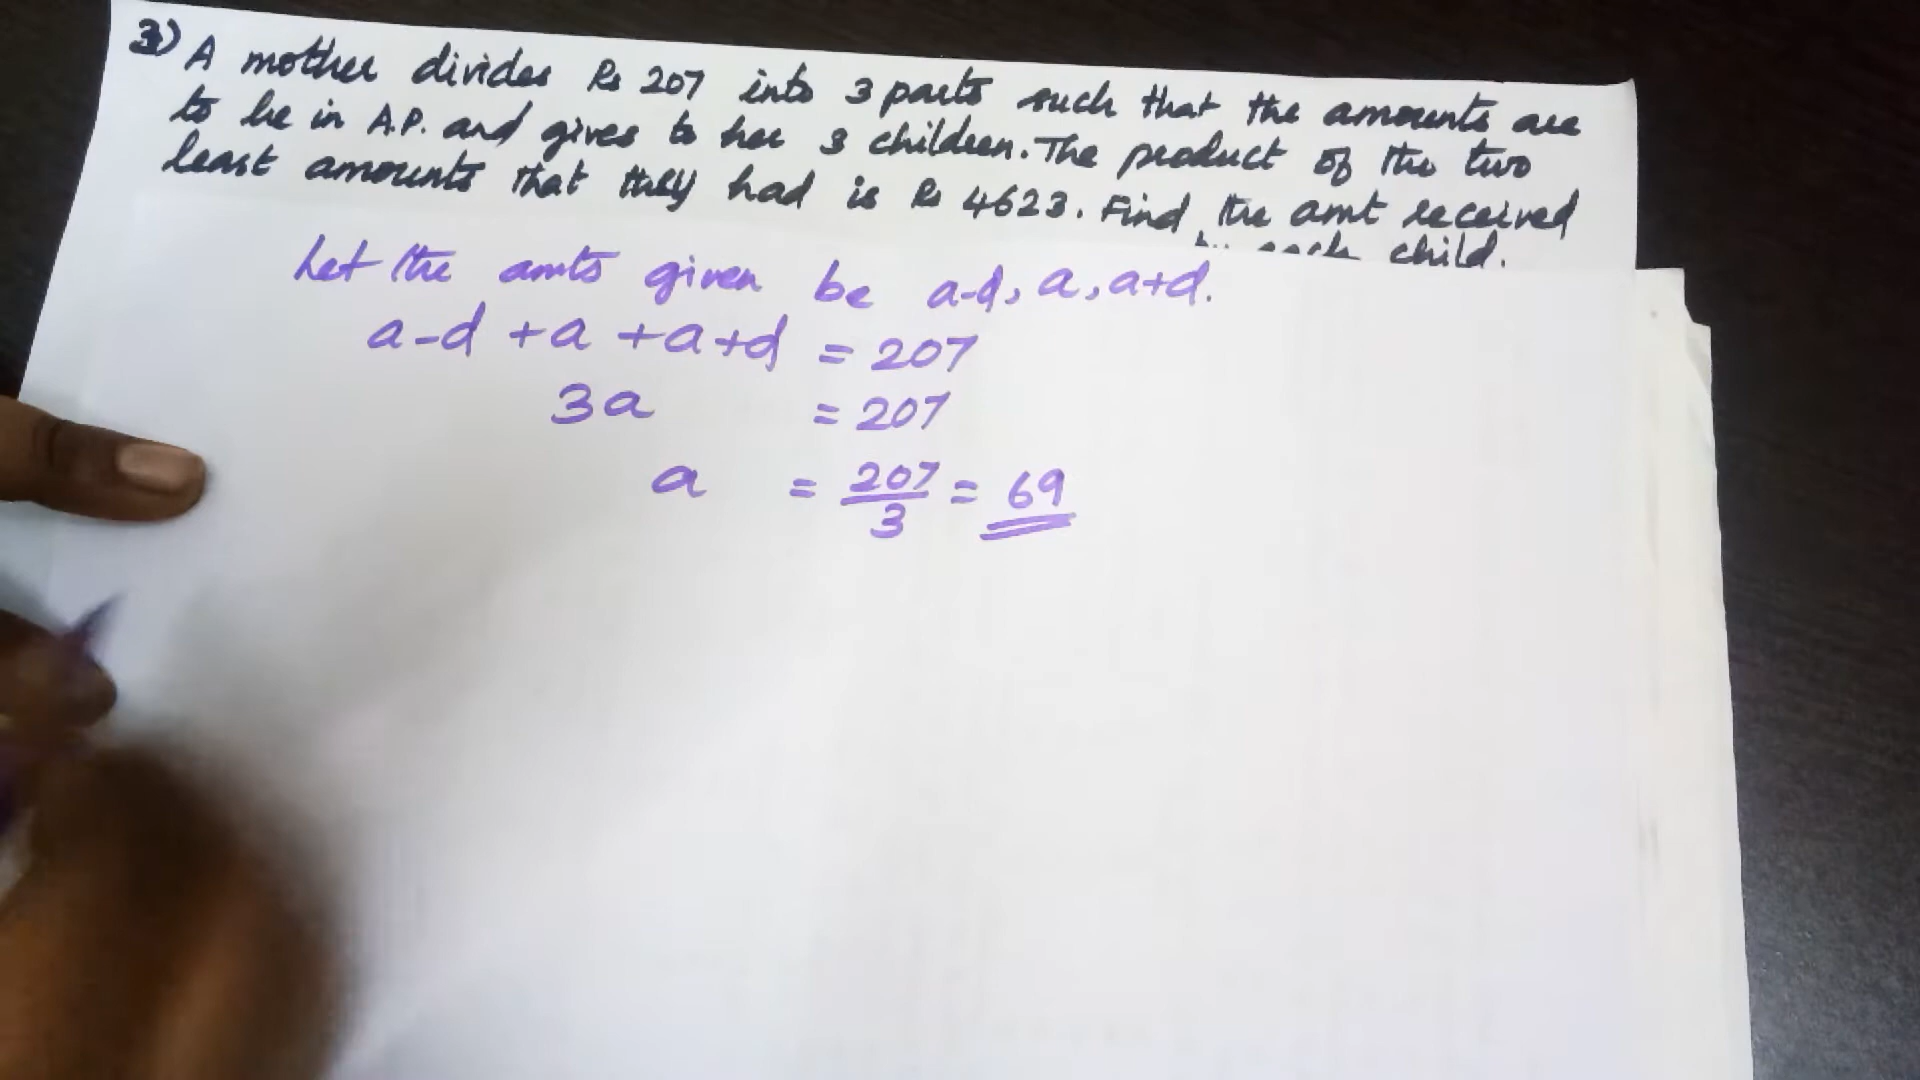 3) A mother divides Rs 207 into 3 parts such that the amounts are
to be in A.P. and gives to her 3 children. The product of the two
least amounts that they had is Rs 4623. Find the amt received
by each child.
Let the amts given be a-d, a, a+d.
a-d +a +a+d = 207
3a = 207
a = 207/3 = 69